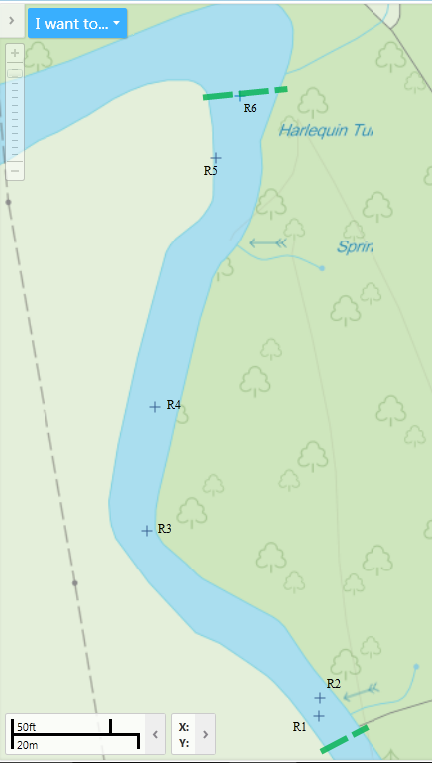 I want to...
R6
Harlequin Tu
R5
Sprin
R4
R3
R2
R1
50ft
20m
X:
Y: